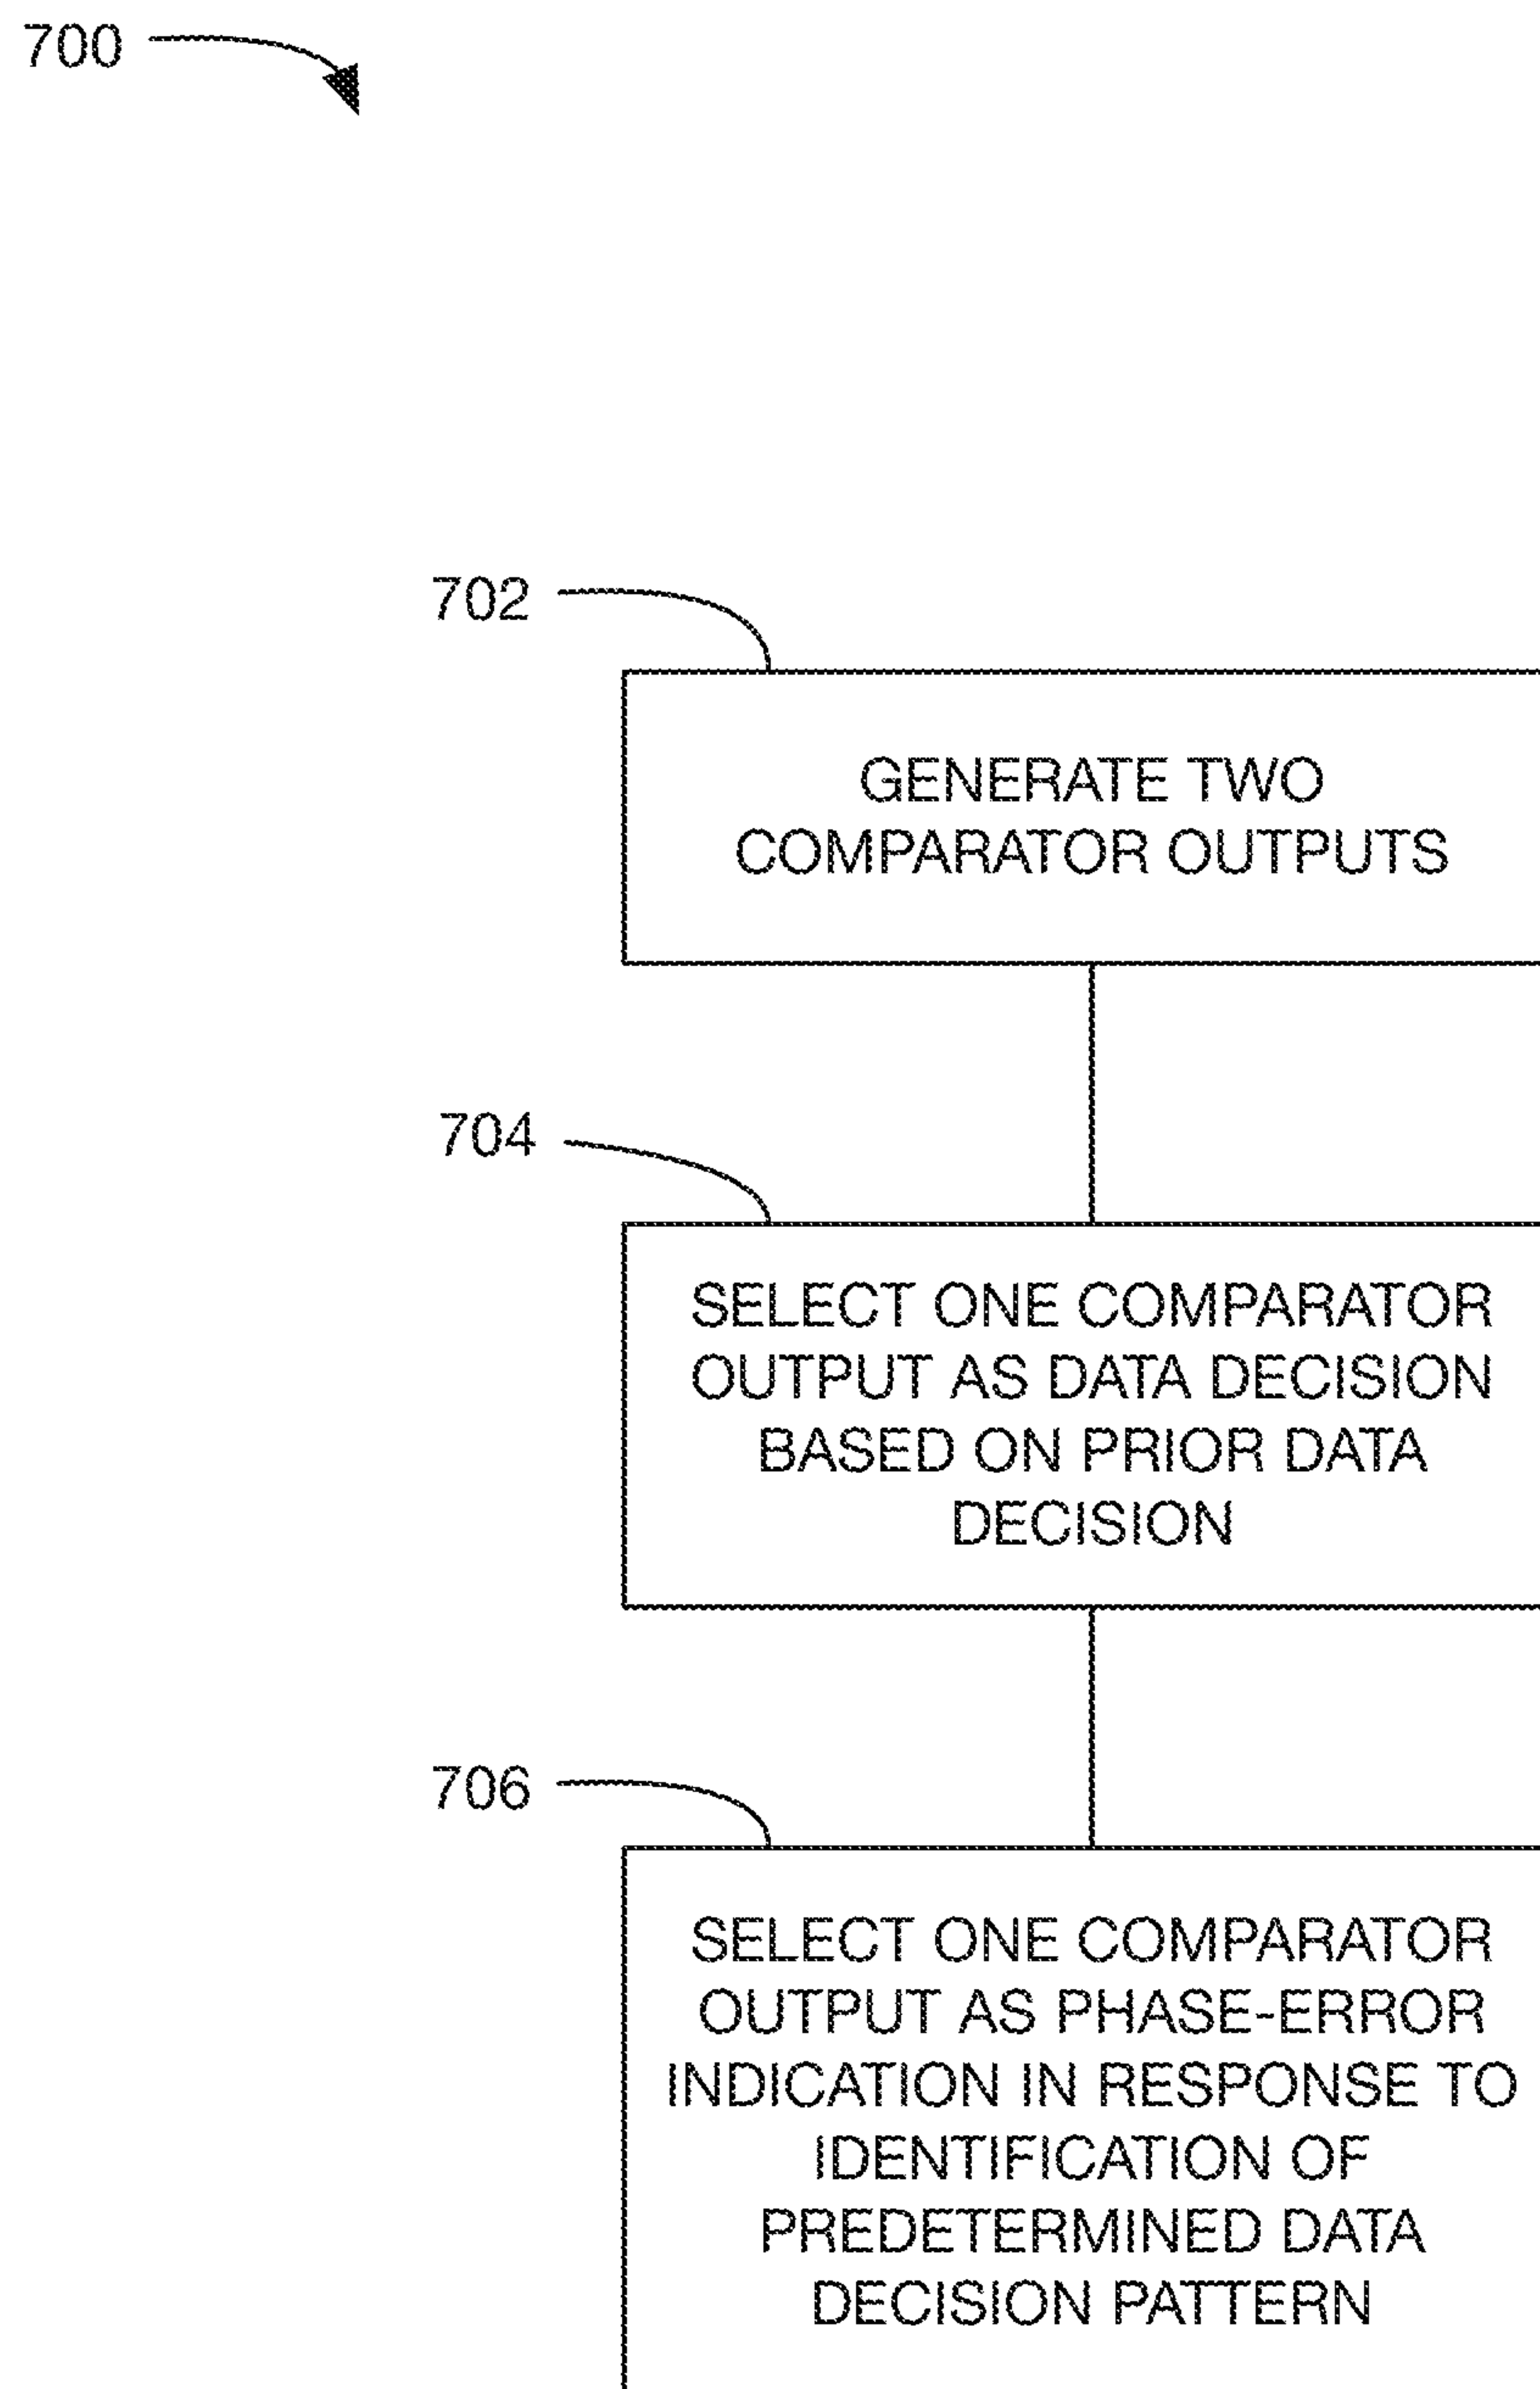 700
702
GENERATE TWO
COMPARATOR OUTPUTS
704
SELECT ONE COMPARATOR
OUTPUT AS DATA DECISION
BASED ON PRIOR DATA
DECISION
706
SELECT ONE COMPARATOR
OUTPUT AS PHASE-ERROR
INDICATION IN RESPONSE TO
IDENTIFICATION OF
PREDETERMINED DATA
DECISION PATTERN